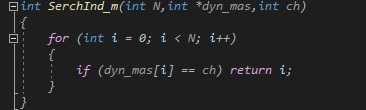 int SerchInd_m(int N,int *dyn_mas,int ch)
{
for (int i = 0; i < N; i++)
{
if (dyn_mas[i] == ch) return i;
}
}